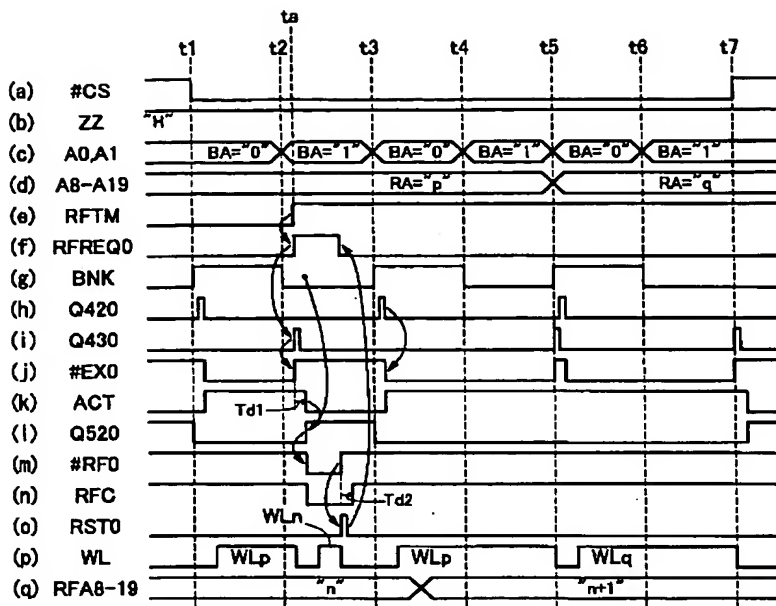 ta
t1 t2 t3 t4 t5 t6 t7
(a) #CS
(b) ZZ "H"
(c) A0,A1 BA="0" BA="1" BA="0" BA="1" BA="0" BA="1"
(d) A8-A19 RA="p" RA="q"
(e) RFTM
(f) RFREQ0
(g) BNK
(h) Q420
(i) Q430
(j) #EX0
(k) ACT Td1
(l) Q520
(m) #RF0
(n) RFC Td2
(o) RST0 WLn
(p) WL WLp WLp WLq
(q) RFA8-19 "n" "n+1"